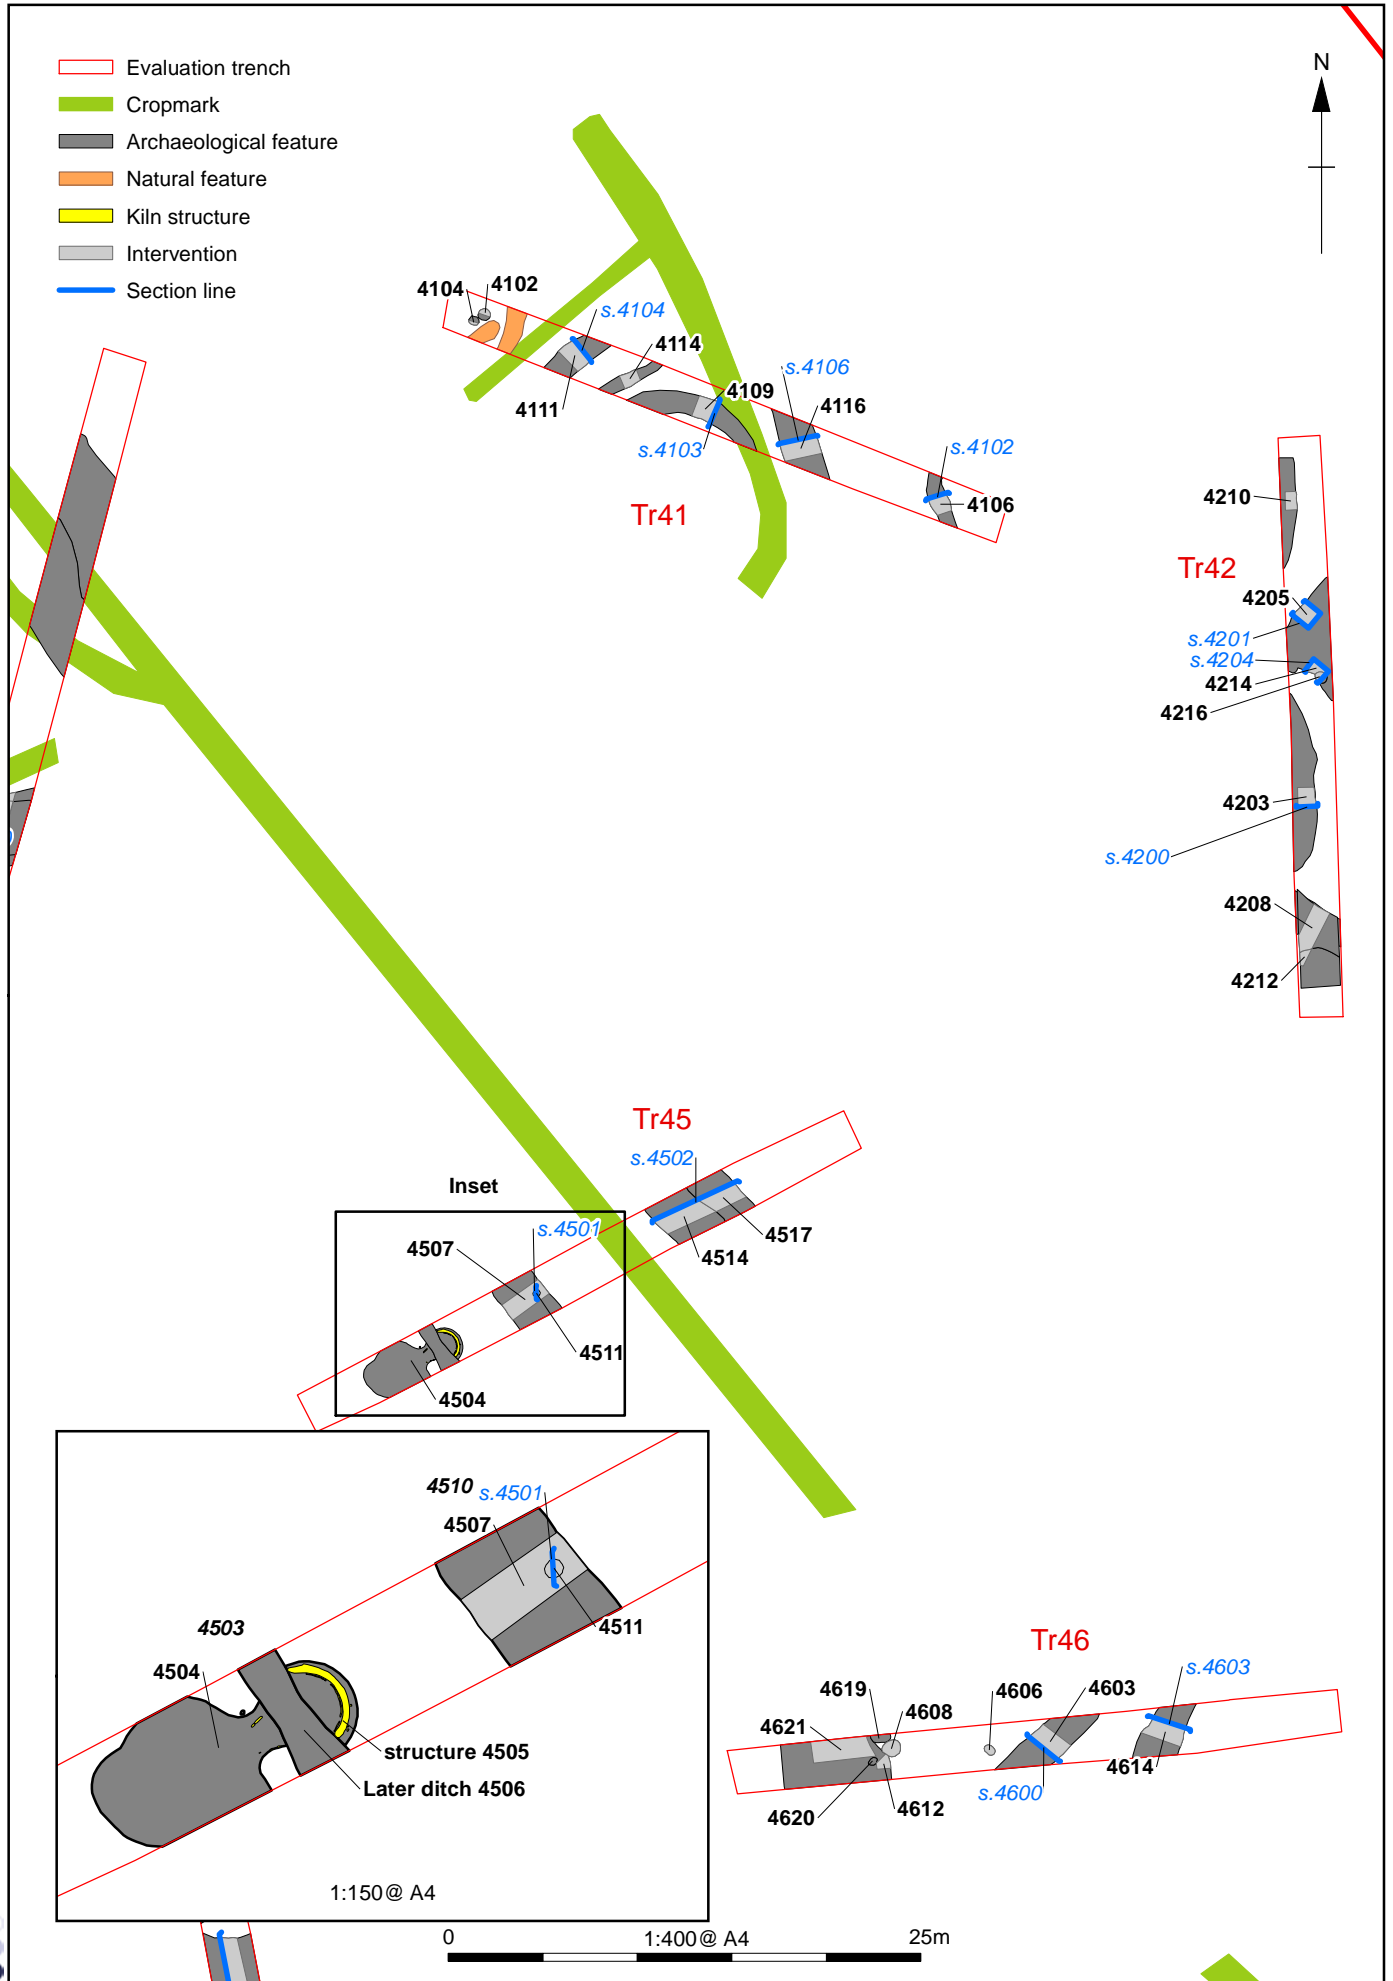 Evaluation trench
Cropmark
Archaeological feature
Natural feature
Kiln structure
Intervention
Section line
N
4104
4102
s.4104
4114
4109
s.4106
4116
4111
s.4103
s.4102
4106
Tr41
4210
Tr42
4205
s.4201
s.4204
4214
4216
4203
s.4200
4208
4212
Tr45
s.4502
Inset
s.4501
4507
4517
4514
4511
4504
4510
s.4501
4507
4511
4503
4504
structure 4505
Later ditch 4506
1:150@ A4
Tr46
s.4603
4619
4608
4606
4603
4621
4614
s.4600
4620
4612
0
1:400@ A4
25m